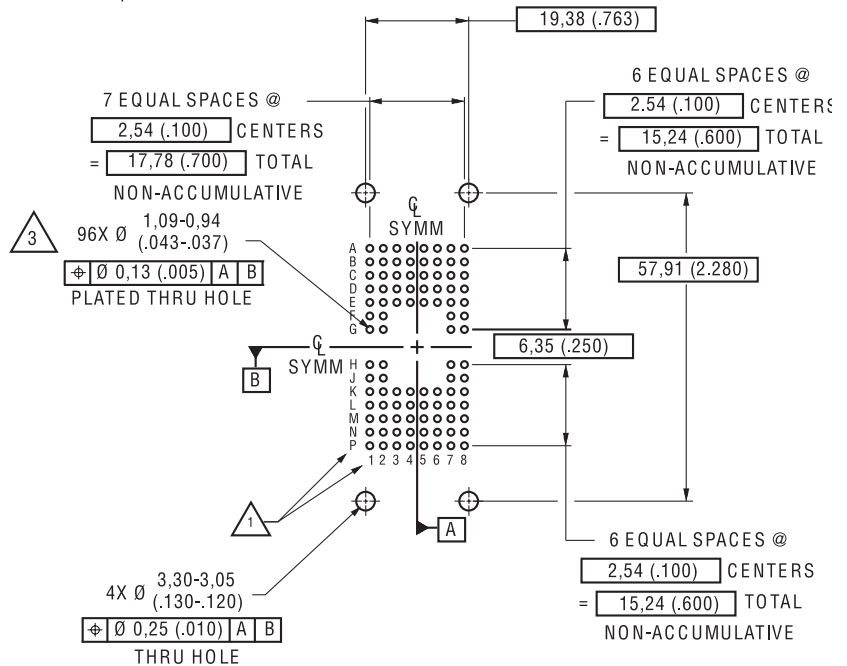 19,38 (.763)
7 EQUAL SPACES @
2,54 (.100) CENTERS
= 17,78 (.700) TOTAL
NON-ACCUMULATIVE
6 EQUAL SPACES @
2.54 (.100) CENTERS
= 15,24 (.600) TOTAL
NON-ACCUMULATIVE
3
96X Ø 1,09-0,94
(.043-.037)
⌖ Ø 0,13 (.005) A B
PLATED THRU HOLE
℄
SYMM
A
B
C
D
E
F
G
57,91 (2.280)
6,35 (.250)
℄
SYMM
B
H
J
K
L
M
N
P
1 2 3 4 5 6 7 8
1
A
4X Ø 3,30-3,05
(.130-.120)
⌖ Ø 0,25 (.010) A B
THRU HOLE
6 EQUAL SPACES @
2,54 (.100) CENTERS
= 15,24 (.600) TOTAL
NON-ACCUMULATIVE